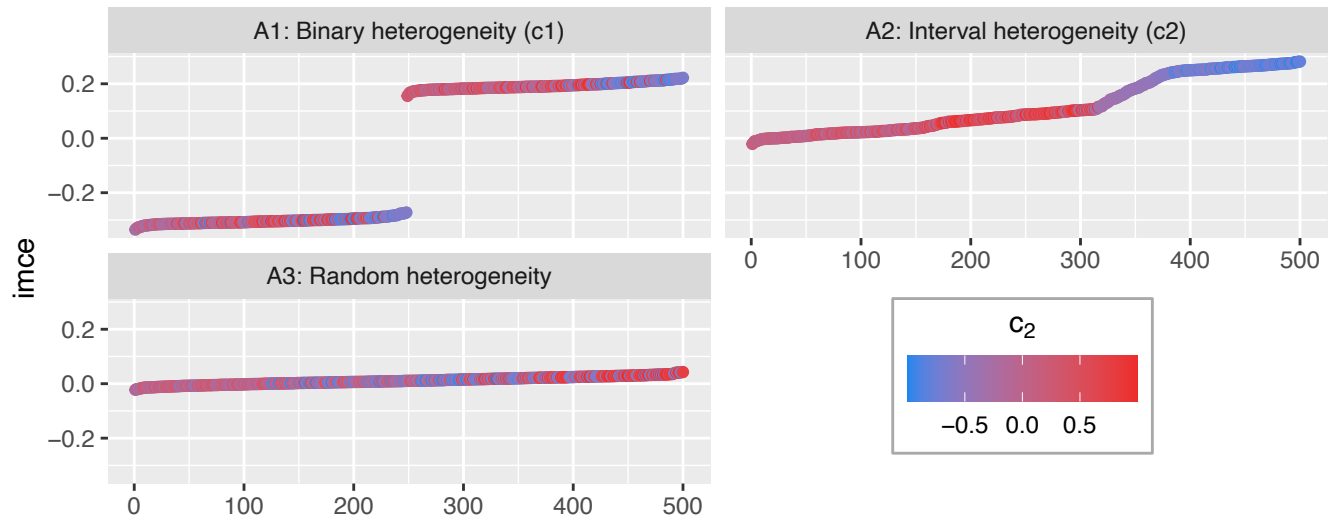 A1: Binary heterogeneity (c1)
A2: Interval heterogeneity (c2)
0.2
0.0
−0.2
0 100 200 300 400 500
imce
A3: Random heterogeneity
0.2
0.0
−0.2
0 100 200 300 400 500
c2
−0.5 0.0 0.5